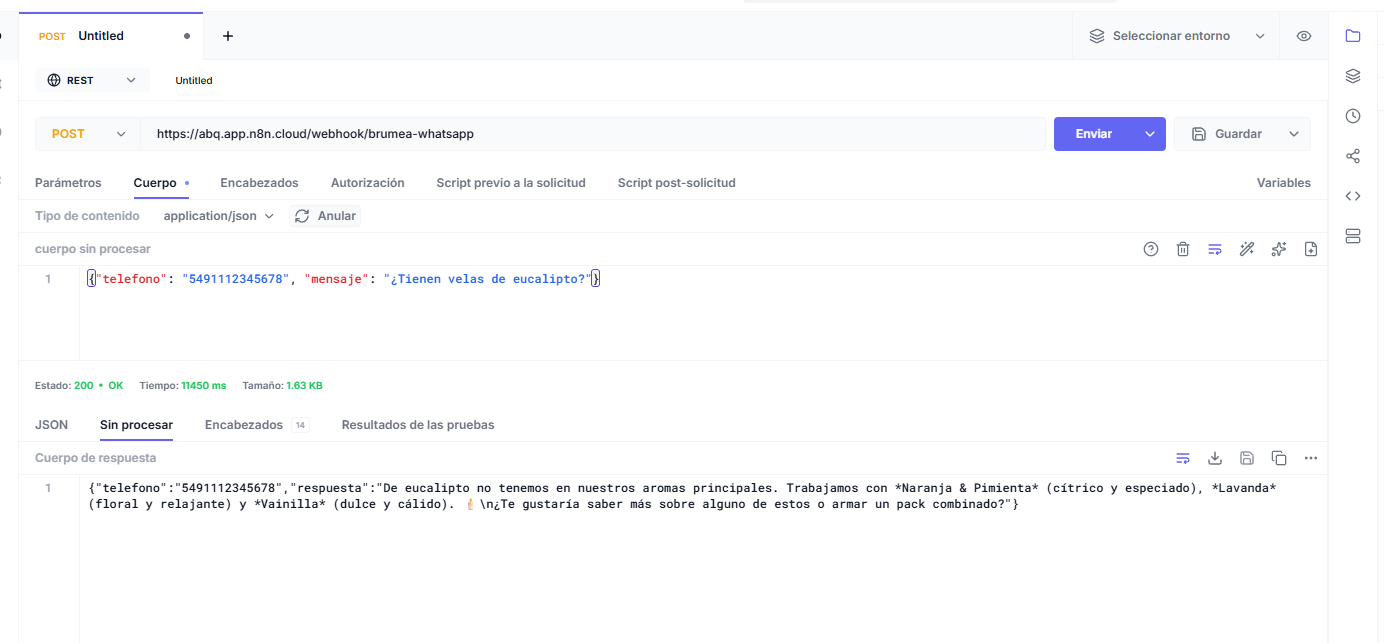 POST Untitled
Seleccionar entorno
REST Untitled
POST https://abq.app.n8n.cloud/webhook/brumea-whatsapp Enviar Guardar
Parámetros Cuerpo Encabezados Autorización Script previo a la solicitud Script post-solicitud Variables
Tipo de contenido application/json Anular
cuerpo sin procesar
1 {"telefono": "5491112345678", "mensaje": "¿Tienen velas de eucalipto?"}
Estado: 200 • OK Tiempo: 11450 ms Tamaño: 1.63 KB
JSON Sin procesar Encabezados 14 Resultados de las pruebas
Cuerpo de respuesta
1 {"telefono":"5491112345678","respuesta":"De eucalipto no tenemos en nuestros aromas principales. Trabajamos con *Naranja & Pimienta* (cítrico y especiado), *Lavanda*
(floral y relajante) y *Vainilla* (dulce y cálido). 🕯️\n¿Te gustaría saber más sobre alguno de estos o armar un pack combinado?"}